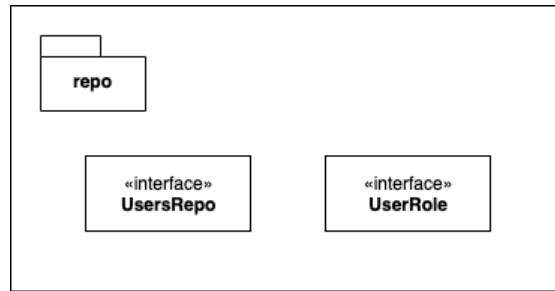 repo
«interface»
UsersRepo
«interface»
UserRole